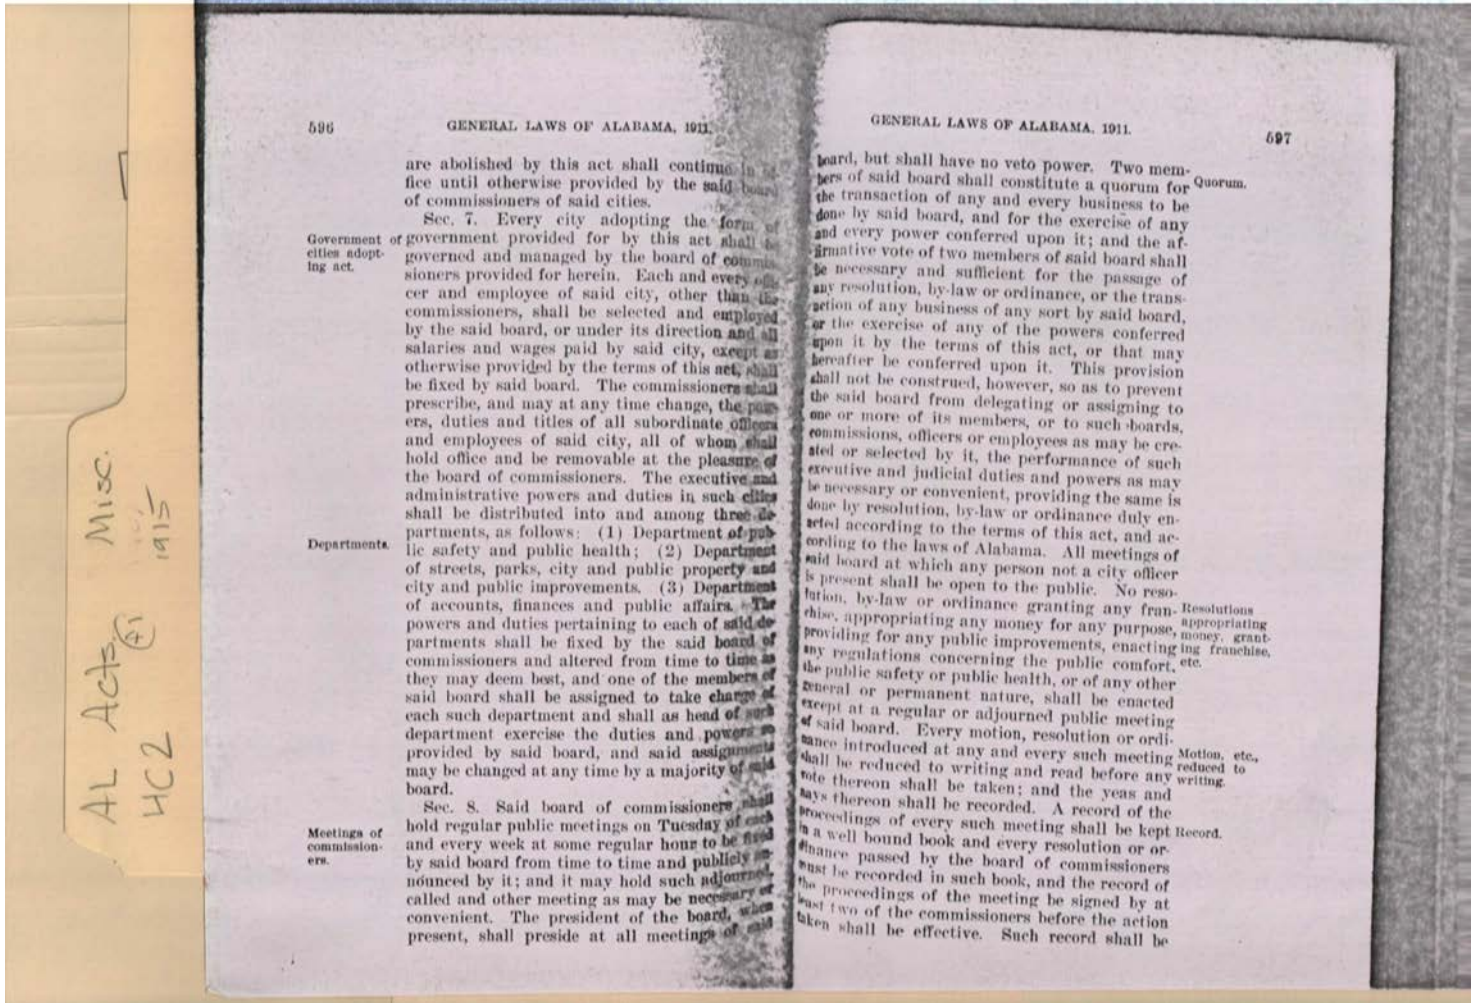 AL Acts Misc.
HC2 (F1) 1915
596 GENERAL LAWS OF ALABAMA, 1911.
are abolished by this act shall continue in
fice until otherwise provided by the said board
of commissioners of said cities.
Sec. 7. Every city adopting the form of
Government of
cities adopt-
ing act.
government provided for by this act shall be
governed and managed by the board of commis-
sioners provided for herein. Each and every offi-
cer and employee of said city, other than the
commissioners, shall be selected and employed
by the said board, or under its direction and all
salaries and wages paid by said city, except as
otherwise provided by the terms of this act, shall
be fixed by said board. The commissioners shall
prescribe, and may at any time change, the pow-
ers, duties and titles of all subordinate officers
and employees of said city, all of whom shall
hold office and be removable at the pleasure of
the board of commissioners. The executive and
administrative powers and duties in such cities
shall be distributed into and among three de-
Departments.
partments, as follows: (1) Department of pub-
lic safety and public health; (2) Department
of streets, parks, city and public property and
city and public improvements. (3) Department
of accounts, finances and public affairs. The
powers and duties pertaining to each of said de-
partments shall be fixed by the said board of
commissioners and altered from time to time as
they may deem best, and one of the members of
said board shall be assigned to take charge of
each such department and shall as head of such
department exercise the duties and powers so
provided by said board, and said assignments
may be changed at any time by a majority of said
board.
Sec. 8. Said board of commissioners shall
Meetings of
commission-
ers.
hold regular public meetings on Tuesday of each
and every week at some regular hour to be fixed
by said board from time to time and publicly an-
nounced by it; and it may hold such adjourned,
called and other meeting as may be necessary or
convenient. The president of the board, when
present, shall preside at all meetings of said
GENERAL LAWS OF ALABAMA, 1911. 597
board, but shall have no veto power. Two mem-
bers of said board shall constitute a quorum for
Quorum.
the transaction of any and every business to be
done by said board, and for the exercise of any
and every power conferred upon it; and the af-
firmative vote of two members of said board shall
be necessary and sufficient for the passage of
any resolution, by-law or ordinance, or the trans-
action of any business of any sort by said board,
or the exercise of any of the powers conferred
upon it by the terms of this act, or that may
hereafter be conferred upon it. This provision
shall not be construed, however, so as to prevent
the said board from delegating or assigning to
one or more of its members, or to such boards,
commissions, officers or employees as may be cre-
ated or selected by it, the performance of such
executive and judicial duties and powers as may
be necessary or convenient, providing the same is
done by resolution, by-law or ordinance duly en-
acted according to the terms of this act, and ac-
cording to the laws of Alabama. All meetings of
said board at which any person not a city officer
is present shall be open to the public. No reso-
lution, by-law or ordinance granting any fran-
Resolutions
appropriating
money, grant-
ing franchise,
etc.
chise, appropriating any money for any purpose,
providing for any public improvements, enacting
any regulations concerning the public comfort,
the public safety or public health, or of any other
general or permanent nature, shall be enacted
except at a regular or adjourned public meeting
of said board. Every motion, resolution or ordi-
nance introduced at any and every such meeting
Motion, etc.,
reduced to
writing.
shall be reduced to writing and read before any
vote thereon shall be taken; and the yeas and
nays thereon shall be recorded. A record of the
proceedings of every such meeting shall be kept
Record.
in a well bound book and every resolution or or-
dinance passed by the board of commissioners
must be recorded in such book, and the record of
the proceedings of the meeting be signed by at
least two of the commissioners before the action
taken shall be effective. Such record shall be